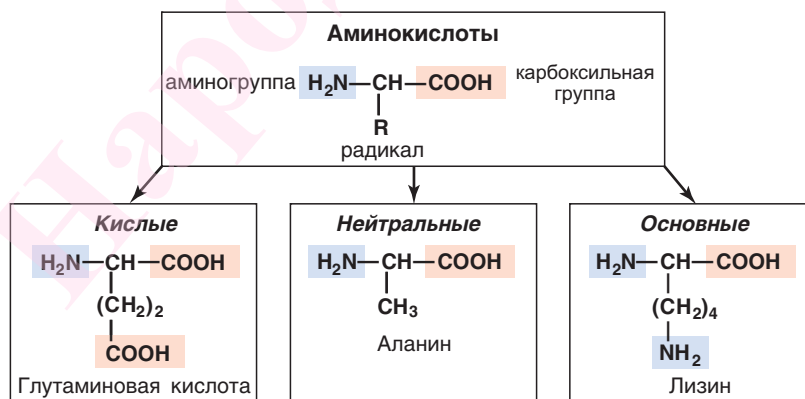 Аминокислоты
аминогруппа H₂N—CH—COOH карбоксильная группа
R
радикал
Кислые
H₂N—CH—COOH
(CH₂)₂
COOH
Глутаминовая кислота
Нейтральные
H₂N—CH—COOH
CH₃
Аланин
Основные
H₂N—CH—COOH
(CH₂)₄
NH₂
Лизин